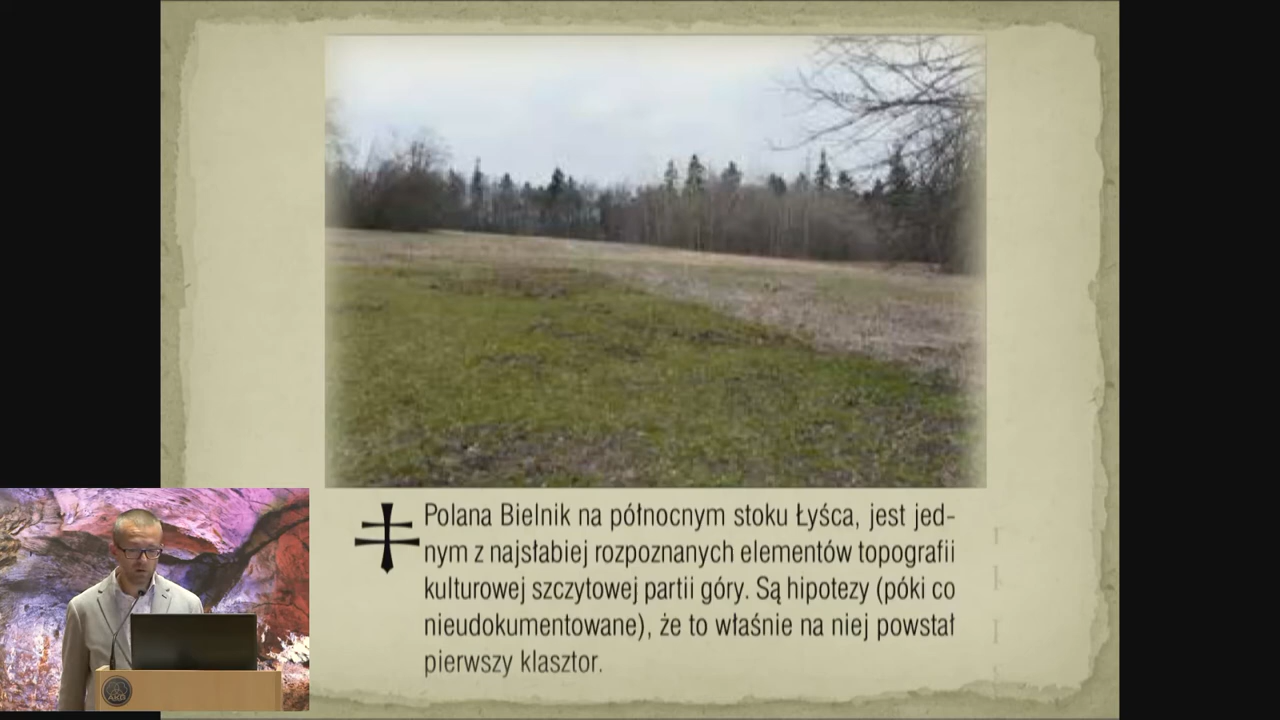 Polana Bielnik na północnym stoku Łyśca, jest jed-
nym z najsłabiej rozpoznanych elementów topografii
kulturowej szczytowej partii góry. Są hipotezy (póki co
nieudokumentowane), że to właśnie na niej powstał
pierwszy klasztor.